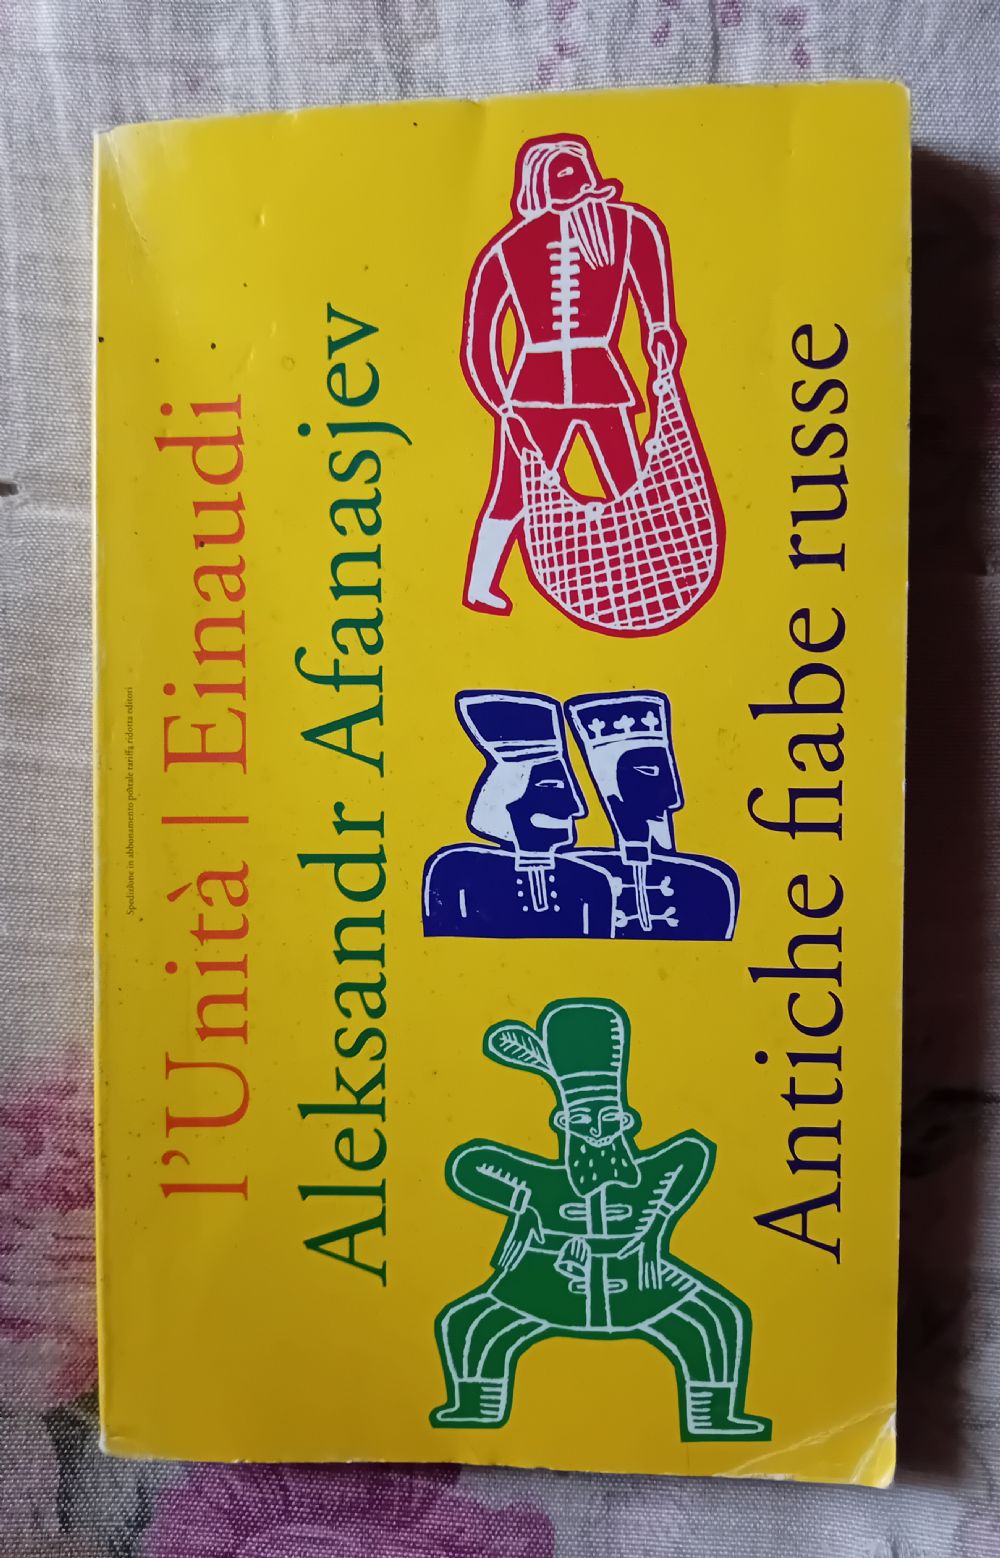 Spedizione in abbonamento postale tariffa ridotta editori
l'Unità | Einaudi
Aleksandr Afanasjev
Antiche fiabe russe